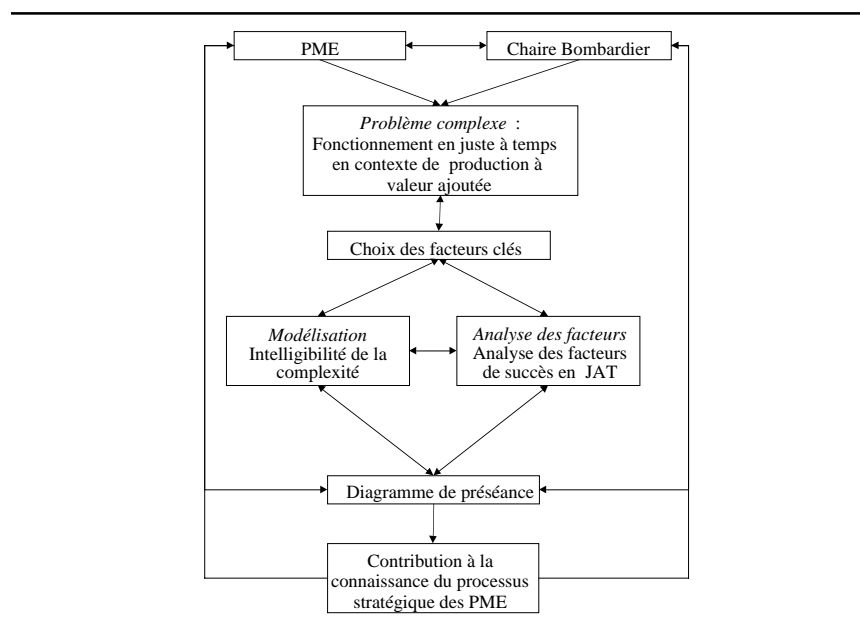 PME
Chaire Bombardier
Problème complexe :
Fonctionnement en juste à temps
en contexte de production à
valeur ajoutée
Choix des facteurs clés
Modélisation
Intelligibilité de la
complexité
Analyse des facteurs
Analyse des facteurs
de succès en JAT
Diagramme de préséance
Contribution à la
connaissance du processus
stratégique des PME